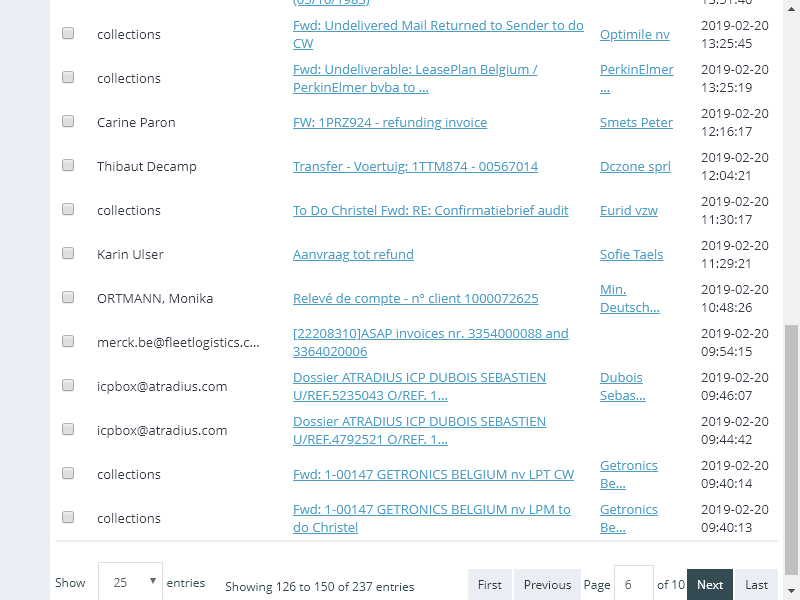 (05/10/1985)
13:51:40
collections
Fwd: Undelivered Mail Returned to Sender to do
CW
Optimile nv
2019-02-20
13:25:45
collections
Fwd: Undeliverable: LeasePlan Belgium /
PerkinElmer bvba to ...
PerkinElmer
...
2019-02-20
13:25:19
Carine Paron
FW: 1PRZ924 - refunding invoice
Smets Peter
2019-02-20
12:16:17
Thibaut Decamp
Transfer - Voertuig: 1TTM874 - 00567014
Dczone sprl
2019-02-20
12:04:21
collections
To Do Christel Fwd: RE: Confirmatiebrief audit
Eurid vzw
2019-02-20
11:30:17
Karin Ulser
Aanvraag tot refund
Sofie Taels
2019-02-20
11:29:21
ORTMANN, Monika
Relevé de compte - n° client 1000072625
Min.
Deutsch...
2019-02-20
10:48:26
merck.be@fleetlogistics.c...
[22208310]ASAP invoices nr. 3354000088 and
3364020006
2019-02-20
09:54:15
icpbox@atradius.com
Dossier ATRADIUS ICP DUBOIS SEBASTIEN
U/REF.5235043 O/REF. 1...
Dubois
Sebas...
2019-02-20
09:46:07
icpbox@atradius.com
Dossier ATRADIUS ICP DUBOIS SEBASTIEN
U/REF.4792521 O/REF. 1...
2019-02-20
09:44:42
collections
Fwd: 1-00147 GETRONICS BELGIUM nv LPT CW
Getronics
Be...
2019-02-20
09:40:14
collections
Fwd: 1-00147 GETRONICS BELGIUM nv LPM to
do Christel
Getronics
Be...
2019-02-20
09:40:13
Show 25 entries
Showing 126 to 150 of 237 entries
First Previous Page 6 of 10 Next Last